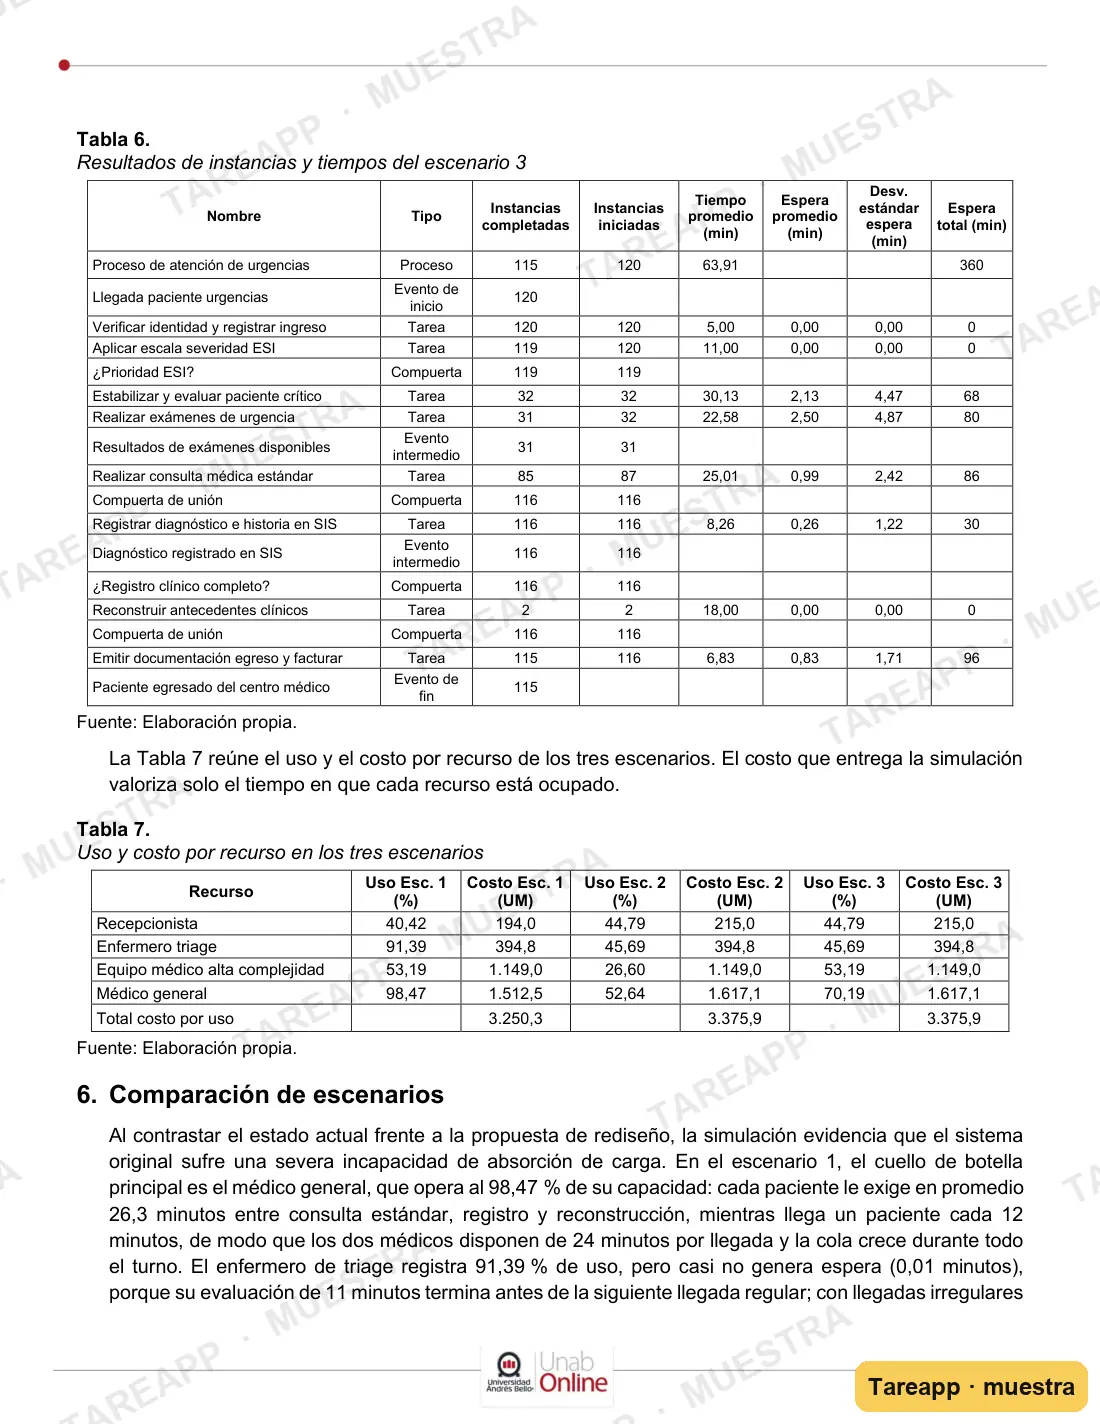 Tabla 6.
Resultados de instancias y tiempos del escenario 3
Nombre Tipo Instancias completadas Instancias iniciadas Tiempo promedio (min) Espera promedio (min) Desv. estándar espera (min) Espera total (min)
Proceso de atención de urgencias Proceso 115 120 63,91 360
Llegada paciente urgencias Evento de inicio 120
Verificar identidad y registrar ingreso Tarea 120 120 5,00 0,00 0,00 0
Aplicar escala severidad ESI Tarea 119 120 11,00 0,00 0,00 0
¿Prioridad ESI? Compuerta 119 119
Estabilizar y evaluar paciente crítico Tarea 32 32 30,13 2,13 4,47 68
Realizar exámenes de urgencia Tarea 31 32 22,58 2,50 4,87 80
Resultados de exámenes disponibles Evento intermedio 31 31
Realizar consulta médica estándar Tarea 85 87 25,01 0,99 2,42 86
Compuerta de unión Compuerta 116 116
Registrar diagnóstico e historia en SIS Tarea 116 116 8,26 0,26 1,22 30
Diagnóstico registrado en SIS Evento intermedio 116 116
¿Registro clínico completo? Compuerta 116 116
Reconstruir antecedentes clínicos Tarea 2 2 18,00 0,00 0,00 0
Compuerta de unión Compuerta 116 116
Emitir documentación egreso y facturar Tarea 115 116 6,83 0,83 1,71 96
Paciente egresado del centro médico Evento de fin 115
Fuente: Elaboración propia.
La Tabla 7 reúne el uso y el costo por recurso de los tres escenarios. El costo que entrega la simulación
valoriza solo el tiempo en que cada recurso está ocupado.
Tabla 7.
Uso y costo por recurso en los tres escenarios
Recurso Uso Esc. 1 (%) Costo Esc. 1 (UM) Uso Esc. 2 (%) Costo Esc. 2 (UM) Uso Esc. 3 (%) Costo Esc. 3 (UM)
Recepcionista 40,42 194,0 44,79 215,0 44,79 215,0
Enfermero triage 91,39 394,8 45,69 394,8 45,69 394,8
Equipo médico alta complejidad 53,19 1.149,0 26,60 1.149,0 53,19 1.149,0
Médico general 98,47 1.512,5 52,64 1.617,1 70,19 1.617,1
Total costo por uso 3.250,3 3.375,9 3.375,9
Fuente: Elaboración propia.
6. Comparación de escenarios
Al contrastar el estado actual frente a la propuesta de rediseño, la simulación evidencia que el sistema
original sufre una severa incapacidad de absorción de carga. En el escenario 1, el cuello de botella
principal es el médico general, que opera al 98,47 % de su capacidad: cada paciente le exige en promedio
26,3 minutos entre consulta estándar, registro y reconstrucción, mientras llega un paciente cada 12
minutos, de modo que los dos médicos disponen de 24 minutos por llegada y la cola crece durante todo
el turno. El enfermero de triage registra 91,39 % de uso, pero casi no genera espera (0,01 minutos),
porque su evaluación de 11 minutos termina antes de la siguiente llegada regular; con llegadas irregulares
Universidad Andrés Bello
Unab Online
Tareapp · muestra
TAREAPP · MUESTRA